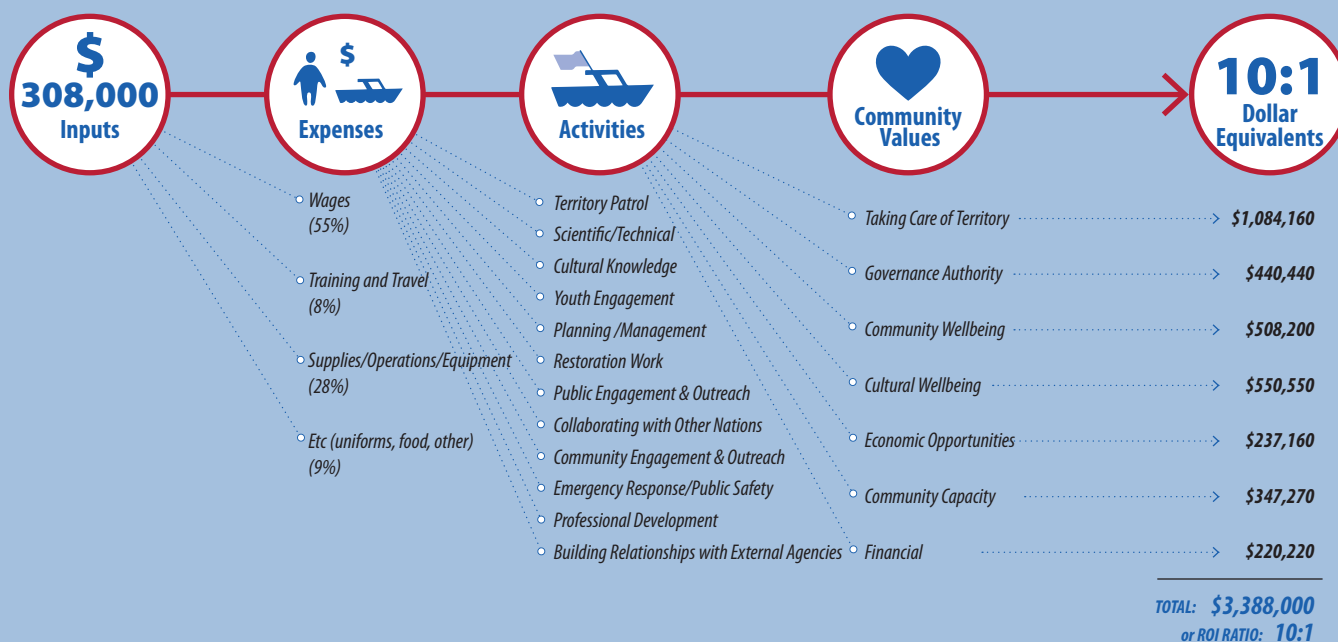 $
308,000
Inputs
$
Expenses
Activities
Community
Values
10:1
Dollar
Equivalents
Wages
(55%)
Training and Travel
(8%)
Supplies/Operations/Equipment
(28%)
Etc (uniforms, food, other)
(9%)
Territory Patrol
Scientific/Technical
Cultural Knowledge
Youth Engagement
Planning /Management
Restoration Work
Public Engagement & Outreach
Collaborating with Other Nations
Community Engagement & Outreach
Emergency Response/Public Safety
Professional Development
Building Relationships with External Agencies
Taking Care of Territory $1,084,160
Governance Authority $440,440
Community Wellbeing $508,200
Cultural Wellbeing $550,550
Economic Opportunities $237,160
Community Capacity $347,270
Financial $220,220
TOTAL: $3,388,000
or ROI RATIO: 10:1